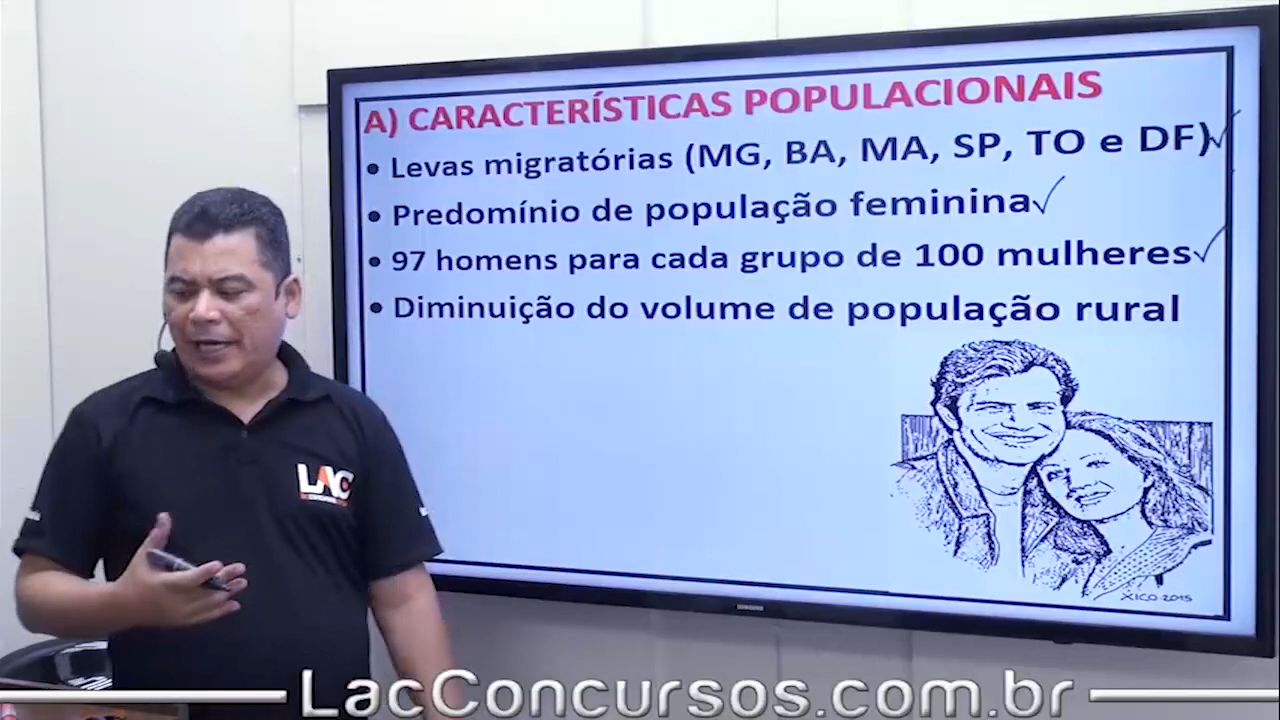 A) CARACTERÍSTICAS POPULACIONAIS
• Levas migratórias (MG, BA, MA, SP, TO e DF)
• Predomínio de população feminina
• 97 homens para cada grupo de 100 mulheres
• Diminuição do volume de população rural
XICO-2015
LAC
SAMSUNG
LacConcursos.com.br